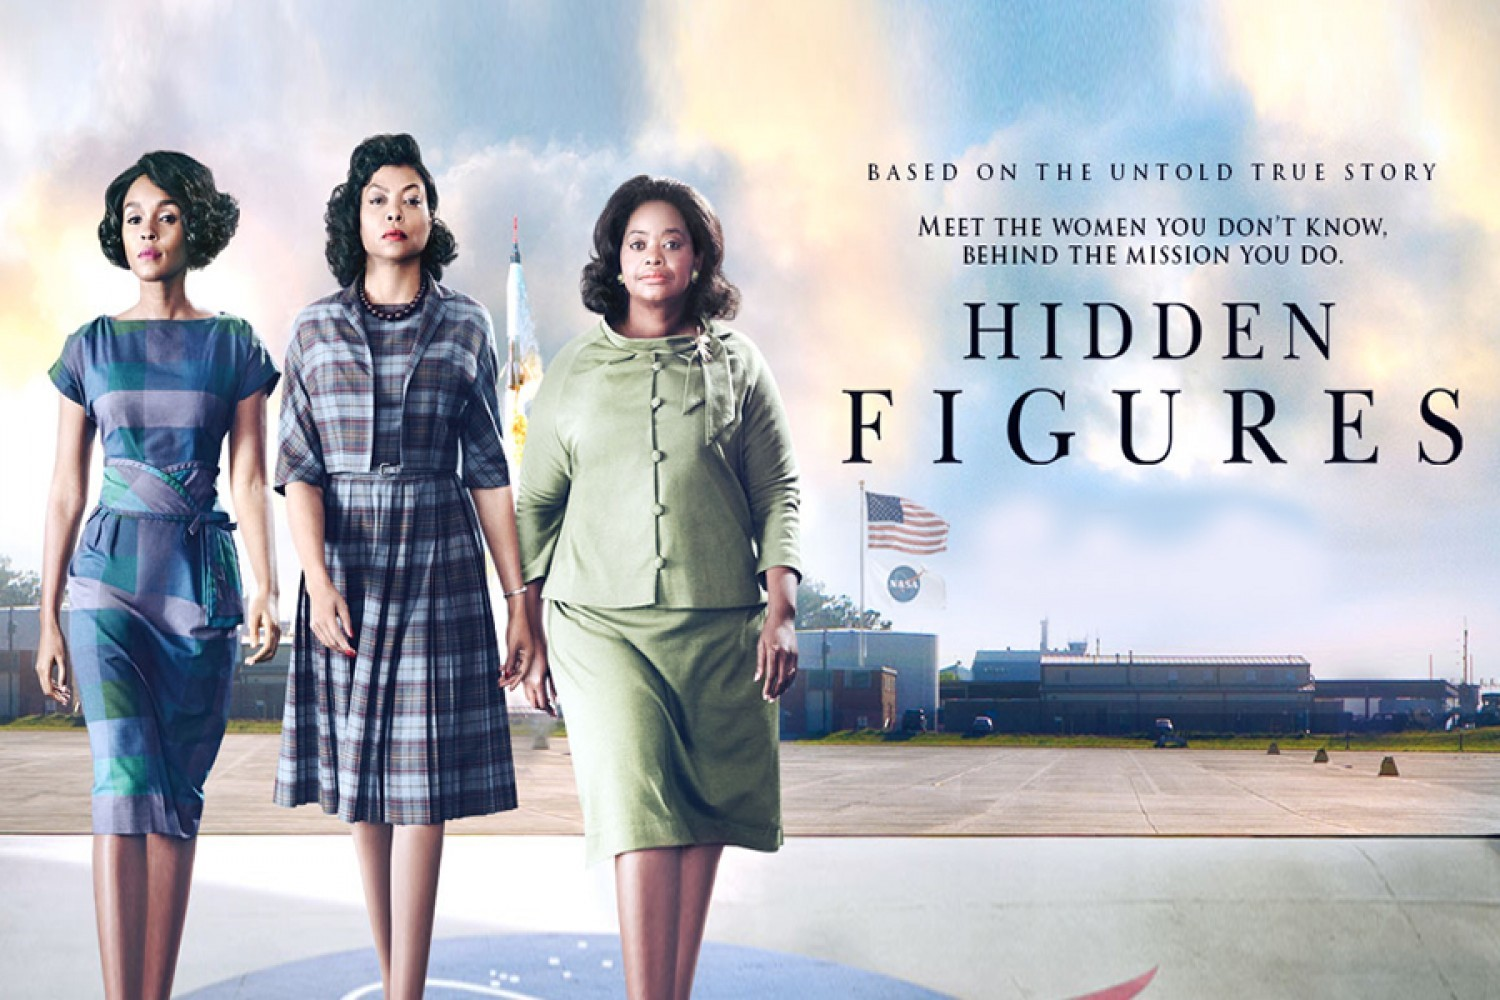 BASED ON THE UNTOLD TRUE STORY
MEET THE WOMEN YOU DON'T KNOW,
BEHIND THE MISSION YOU DO.
HIDDEN
FIGURES
NASA